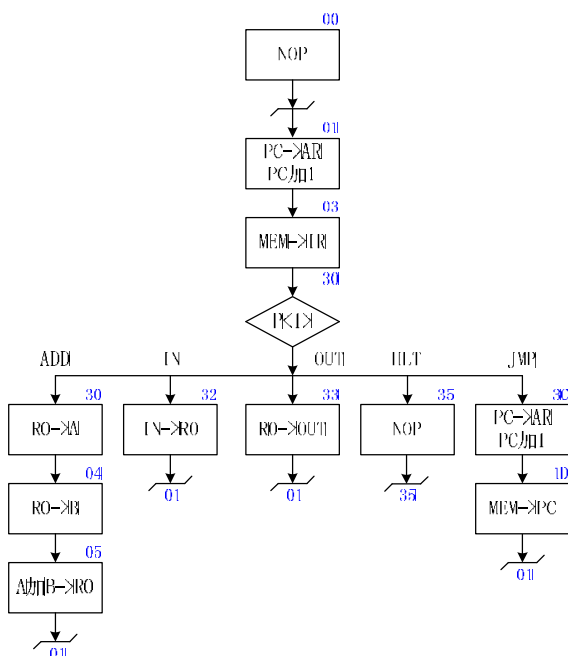 00
NOP
01
PC->AR
PC加1
03
MEM->IR
30
P<1>
ADD
IN
OUT
HLT
JMP
30
32
33
35
3C
R0->A
IN->R0
R0->OUT
NOP
PC->AR
PC加1
04
01
01
35
1D
R0->B
MEM->PC
05
01
A加B->R0
01